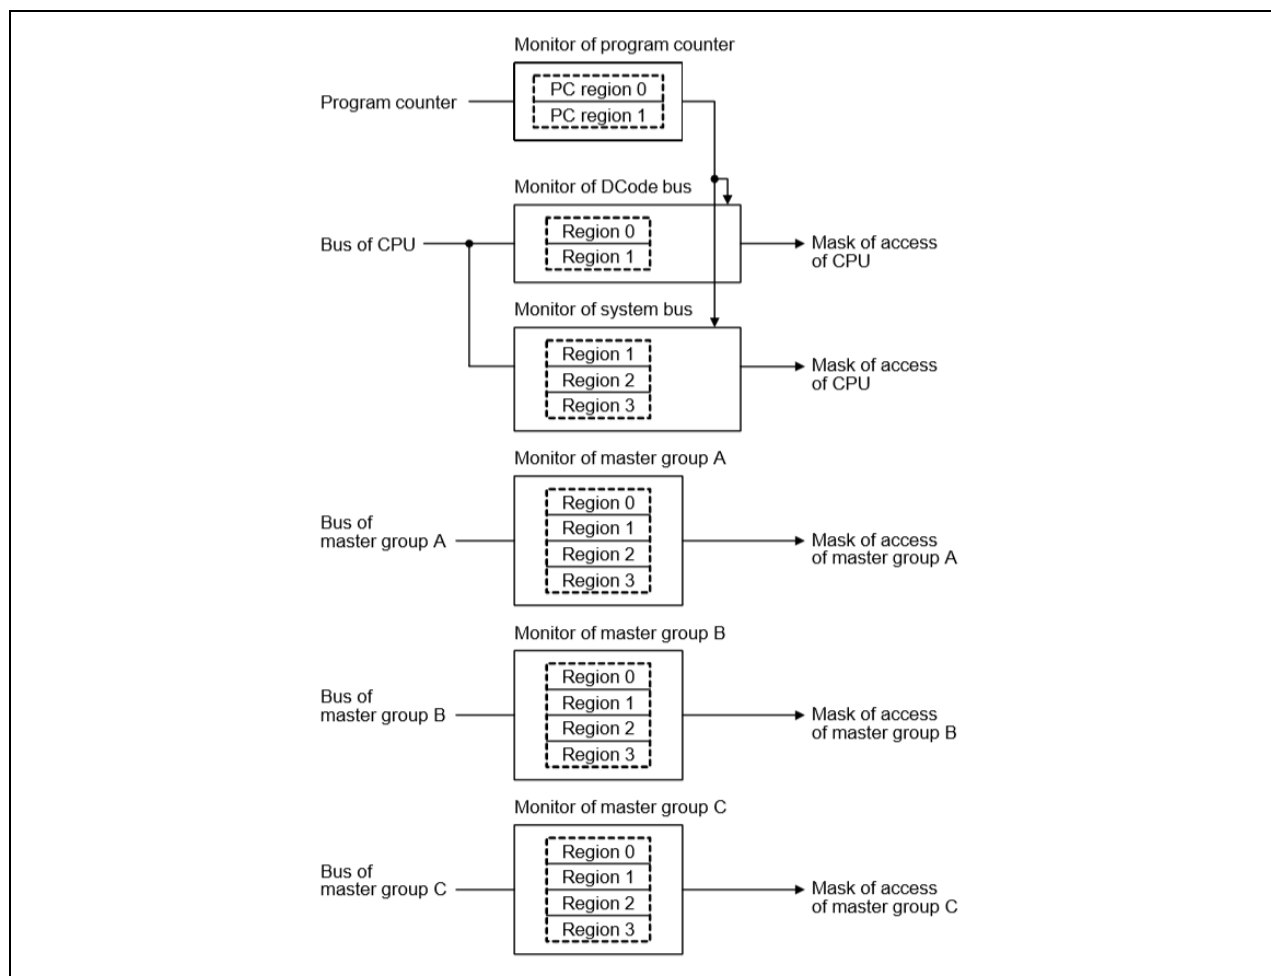 Monitor of program counter
Program counter
PC region 0
PC region 1
Monitor of DCode bus
Bus of CPU
Region 0
Region 1
Mask of access
of CPU
Monitor of system bus
Region 1
Region 2
Region 3
Mask of access
of CPU
Monitor of master group A
Bus of
master group A
Region 0
Region 1
Region 2
Region 3
Mask of access
of master group A
Monitor of master group B
Bus of
master group B
Region 0
Region 1
Region 2
Region 3
Mask of access
of master group B
Monitor of master group C
Bus of
master group C
Region 0
Region 1
Region 2
Region 3
Mask of access
of master group C